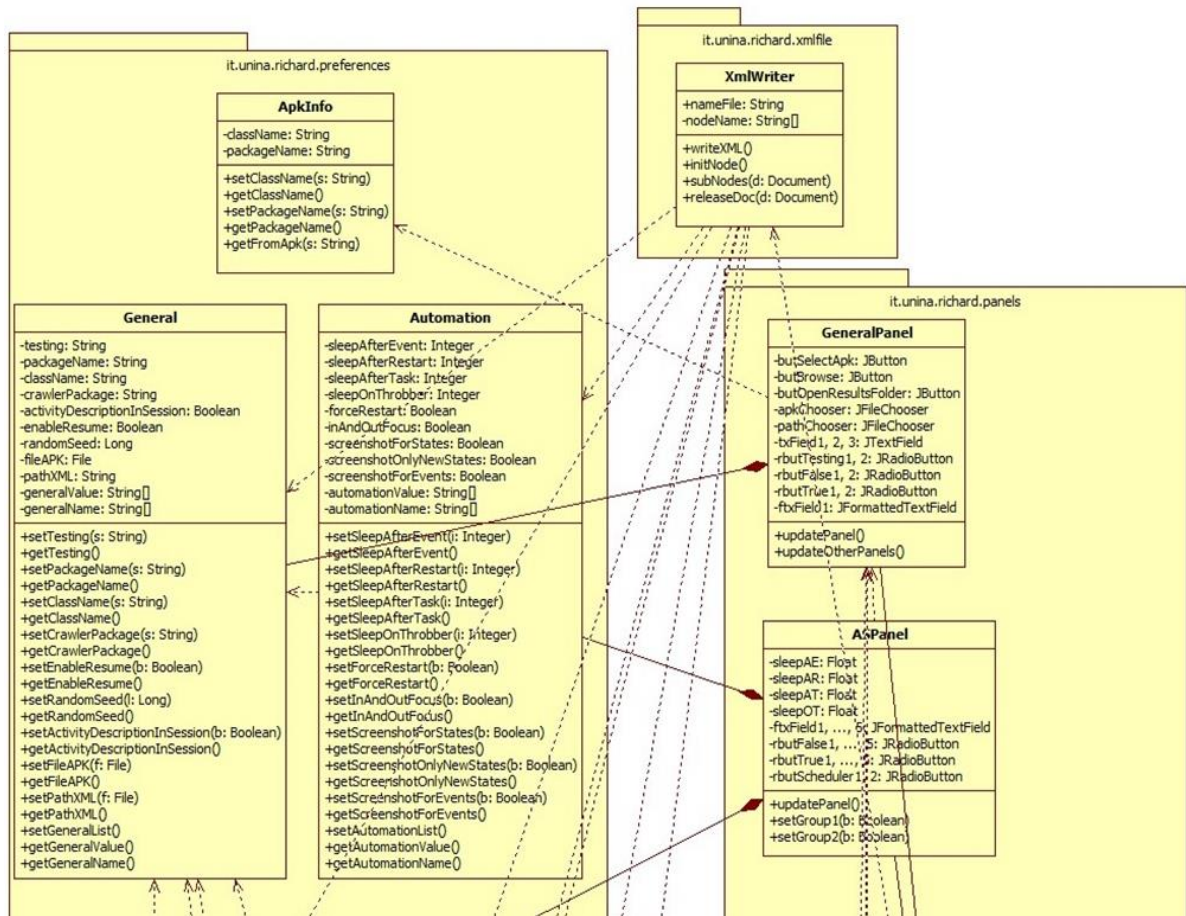 it.unina.richard.preferences
ApkInfo
-className: String
-packageName: String
+setClassName(s: String)
+getClassName()
+setPackageName(s: String)
+getPackageName()
+getFromApk(s: String)
General
-testing: String
-packageName: String
-className: String
-crawlerPackage: String
-activityDescriptionInSession: Boolean
-enableResume: Boolean
-randomSeed: Long
-fileAPK: File
-pathXML: String
-generalValue: String[]
-generalName: String[]
+setTesting(s: String)
+getTesting()
+setPackageName(s: String)
+getPackageName()
+setClassName(s: String)
+getClassName()
+setCrawlerPackage(s: String)
+getCrawlerPackage()
+setEnableResume(b: Boolean)
+getEnableResume()
+setRandomSeed(l: Long)
+getRandomSeed()
+setActivityDescriptionInSession(b: Boolean)
+getActivityDescriptionInSession()
+setFileAPK(f: File)
+getFileAPK()
+setPathXML(f: File)
+getPathXML()
+setGeneralList()
+getGeneralValue()
+getGeneralName()
Automation
-sleepAfterEvent: Integer
-sleepAfterRestart: Integer
-sleepAfterTask: Integer
-sleepOnThrobber: Integer
-forceRestart: Boolean
-inAndOutFocus: Boolean
-screenshotForStates: Boolean
-screenshotOnlyNewStates: Boolean
-screenshotForEvents: Boolean
-automationValue: String[]
-automationName: String[]
+setSleepAfterEvent(i: Integer)
+getSleepAfterEvent()
+setSleepAfterRestart(i: Integer)
+getSleepAfterRestart()
+setSleepAfterTask(i: Integer)
+getSleepAfterTask()
+setSleepOnThrobber(i: Integer)
+getSleepOnThrobber()
+setForceRestart(b: Boolean)
+getForceRestart()
+setInAndOutFocus(b: Boolean)
+getInAndOutFocus()
+setScreenshotForStates(b: Boolean)
+getScreenshotForStates()
+setScreenshotOnlyNewStates(b: Boolean)
+getScreenshotOnlyNewStates()
+setScreenshotForEvents(b: Boolean)
+getScreenshotForEvents()
+setAutomationList()
+getAutomationValue()
+getAutomationName()
it.unina.richard.xmlfile
XmlWriter
+nameFile: String
-nodeName: String[]
+writeXML()
+initNode()
+subNodes(d: Document)
+releaseDoc(d: Document)
it.unina.richard.panels
GeneralPanel
-butSelectApk: JButton
-butBrowse: JButton
-butOpenResultsFolder: JButton
-apkChooser: JFileChooser
-pathChooser: JFileChooser
-txField1, 2, 3: JTextField
-rbutTesting1, 2: JRadioButton
-rbutFalse1, 2: JRadioButton
-rbutTrue1, 2: JRadioButton
-ftxField1: JFormattedTextField
+updatePanel()
+updateOtherPanels()
ASPanel
-sleepAE: Float
-sleepAR: Float
-sleepAT: Float
-sleepOT: Float
-ftxField1, ..., 6: JFormattedTextField
-rbutFalse1, ..., 5: JRadioButton
-rbutTrue1, ..., 5: JRadioButton
-rbutScheduler1, 2: JRadioButton
+updatePanel()
+setGroup1(b: Boolean)
+setGroup2(b: Boolean)